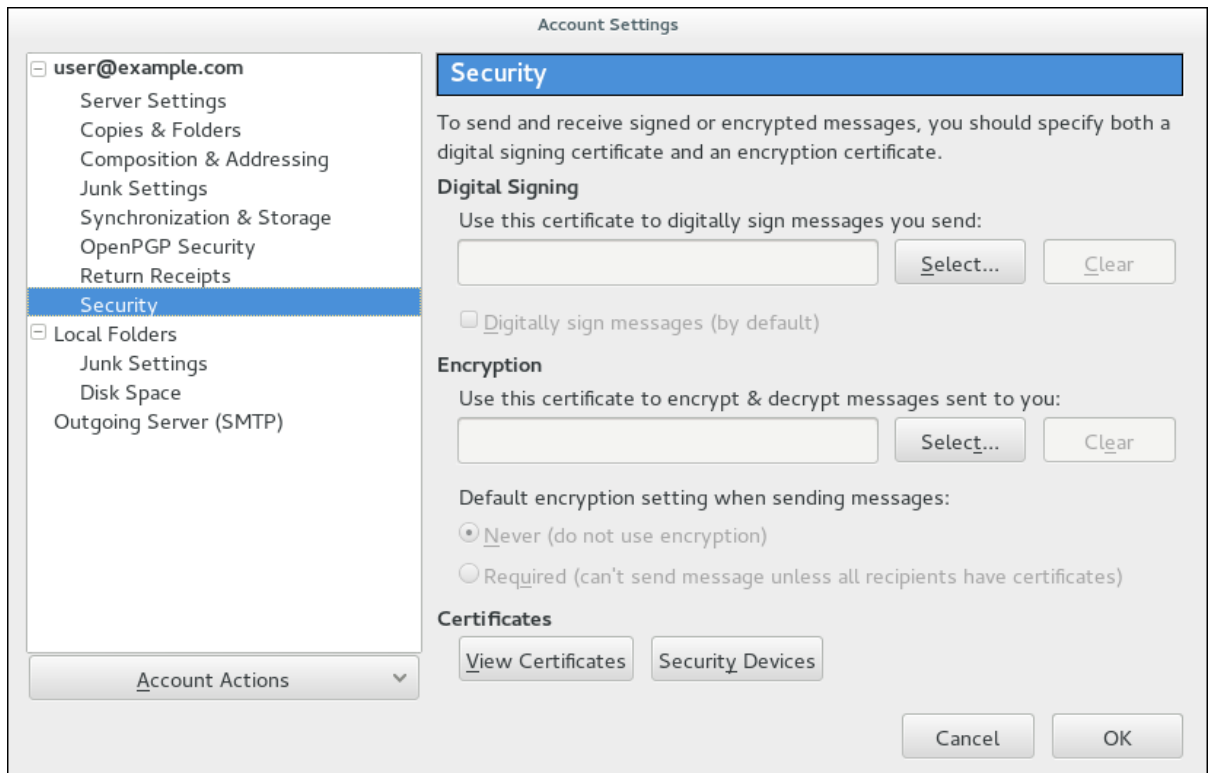 Account Settings
user@example.com
Server Settings
Copies & Folders
Composition & Addressing
Junk Settings
Synchronization & Storage
OpenPGP Security
Return Receipts
Security
Local Folders
Junk Settings
Disk Space
Outgoing Server (SMTP)
Account Actions
Security
To send and receive signed or encrypted messages, you should specify both a
digital signing certificate and an encryption certificate.
Digital Signing
Use this certificate to digitally sign messages you send:
Select... Clear
Digitally sign messages (by default)
Encryption
Use this certificate to encrypt & decrypt messages sent to you:
Select... Clear
Default encryption setting when sending messages:
Never (do not use encryption)
Required (can't send message unless all recipients have certificates)
Certificates
View Certificates Security Devices
Cancel OK